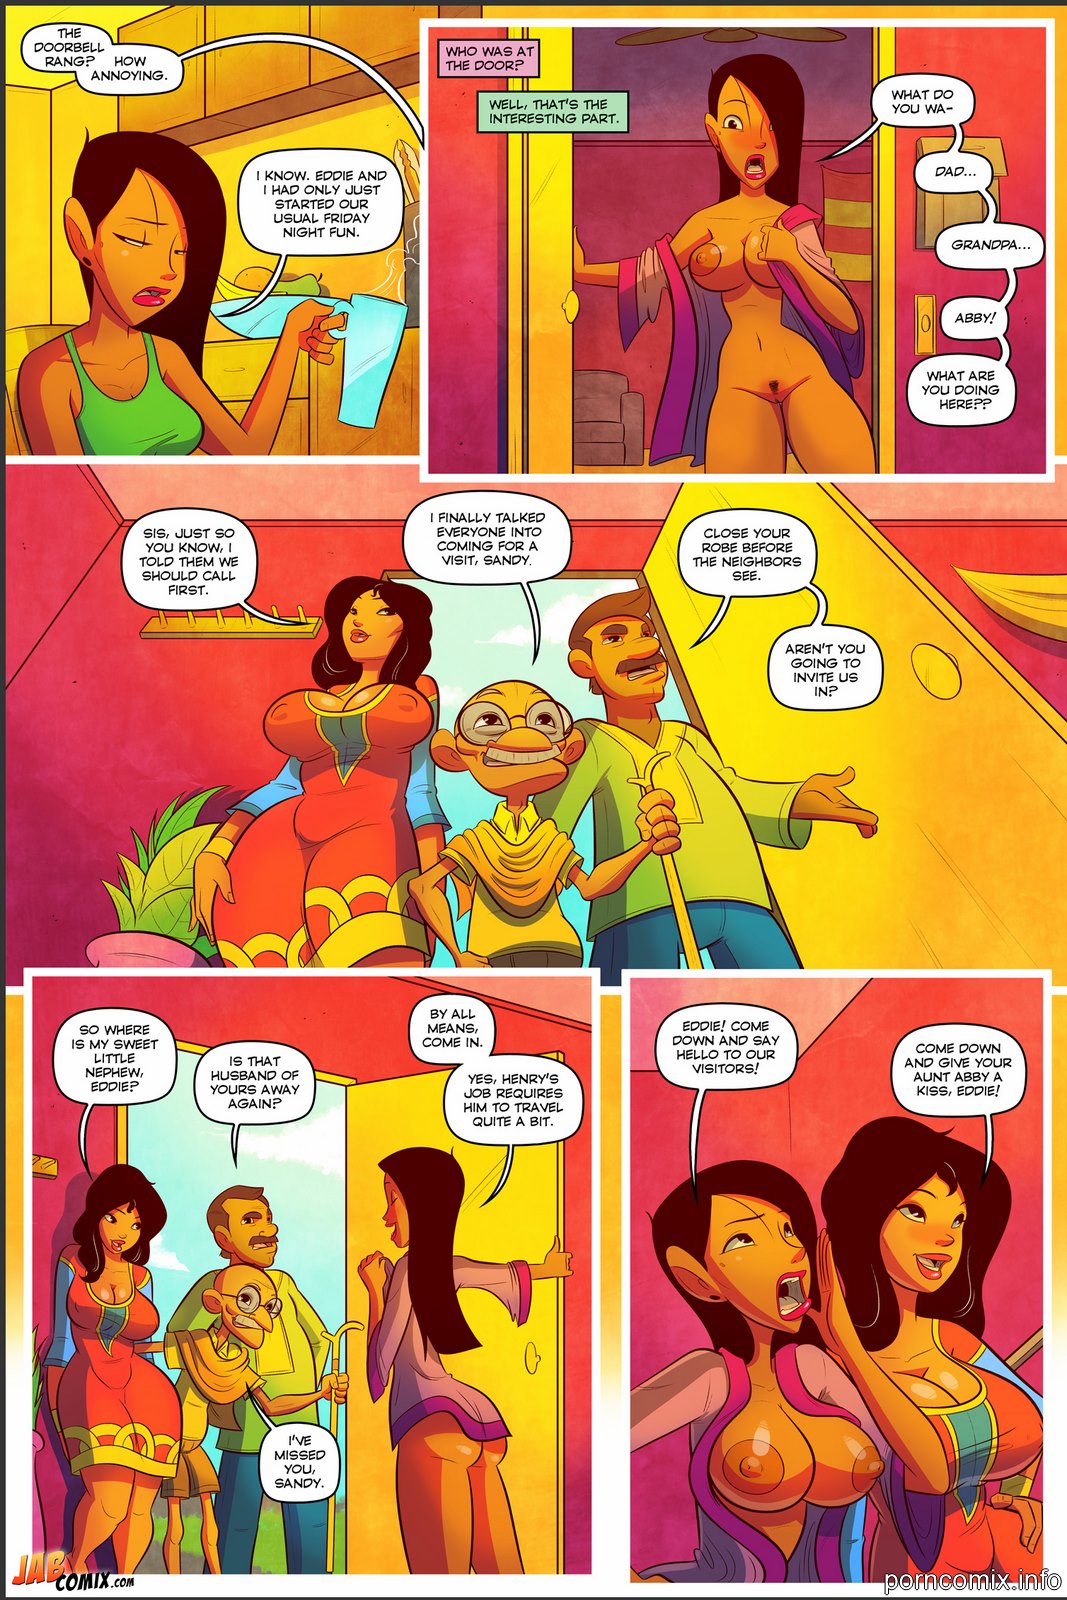 THE
DOORBELL
RANG?
HOW
ANNOYING.
I KNOW. EDDIE AND
I HAD ONLY JUST
STARTED OUR
USUAL FRIDAY
NIGHT FUN.
WHO WAS AT
THE DOOR?
WELL, THAT'S THE
INTERESTING PART.
WHAT DO
YOU WA-
DAD...
GRANDPA...
ABBY!
WHAT ARE
YOU DOING
HERE??
SIS, JUST SO
YOU KNOW, I
TOLD THEM WE
SHOULD CALL
FIRST.
I FINALLY TALKED
EVERYONE INTO
COMING FOR A
VISIT, SANDY.
CLOSE YOUR
ROBE BEFORE
THE NEIGHBORS
SEE.
AREN'T YOU
GOING TO
INVITE US
IN?
SO WHERE
IS MY SWEET
LITTLE
NEPHEW,
EDDIE?
IS THAT
HUSBAND OF
YOURS AWAY
AGAIN?
BY ALL
MEANS,
COME IN.
YES, HENRY'S
JOB REQUIRES
HIM TO TRAVEL
QUITE A BIT.
I'VE
MISSED
YOU,
SANDY.
EDDIE! COME
DOWN AND SAY
HELLO TO OUR
VISITORS!
COME DOWN
AND GIVE YOUR
AUNT ABBY A
KISS, EDDIE!
JAB
COMIX.COM
porncomix.info